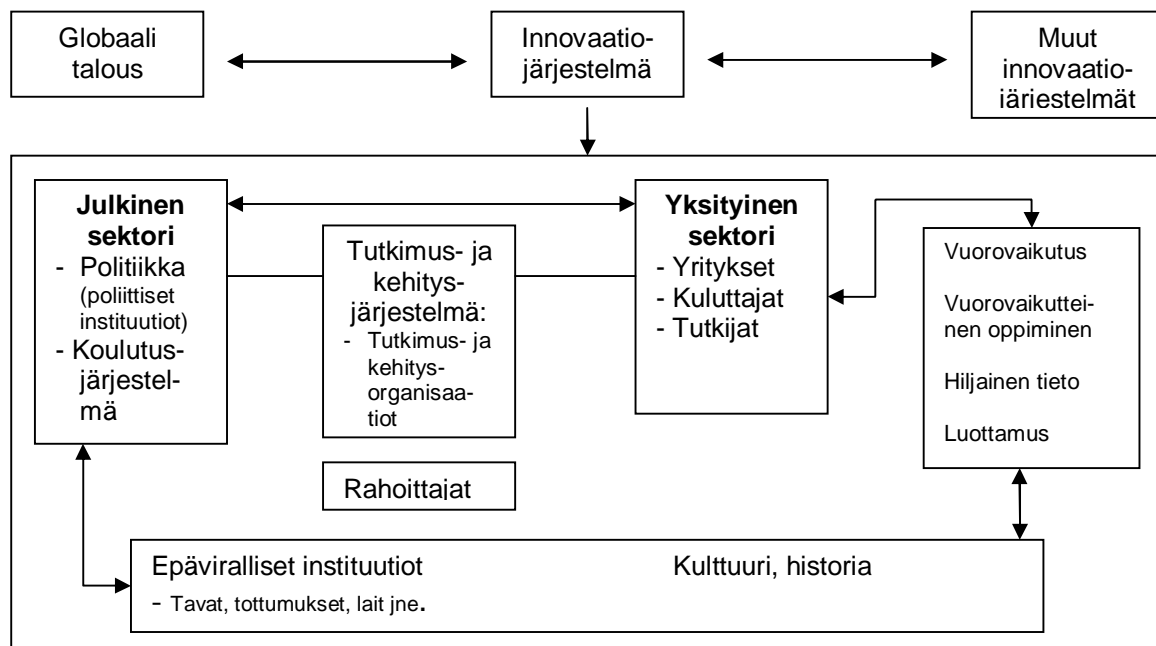 Globaali
talous
Innovaatio-
järjestelmä
Muut
innovaatio-
järjestelmät
Julkinen
sektori
- Politiikka
(poliittiset
instituutiot)
- Koulutus-
järjestel-
mä
Tutkimus- ja
kehitys-
järjestelmä:
- Tutkimus- ja
kehitys-
organisaa-
tiot
Rahoittajat
Yksityinen
sektori
- Yritykset
- Kuluttajat
- Tutkijat
Vuorovaikutus
Vuorovaikuttei-
nen oppiminen
Hiljainen tieto
Luottamus
Epäviralliset instituutiot
- Tavat, tottumukset, lait jne.
Kulttuuri, historia